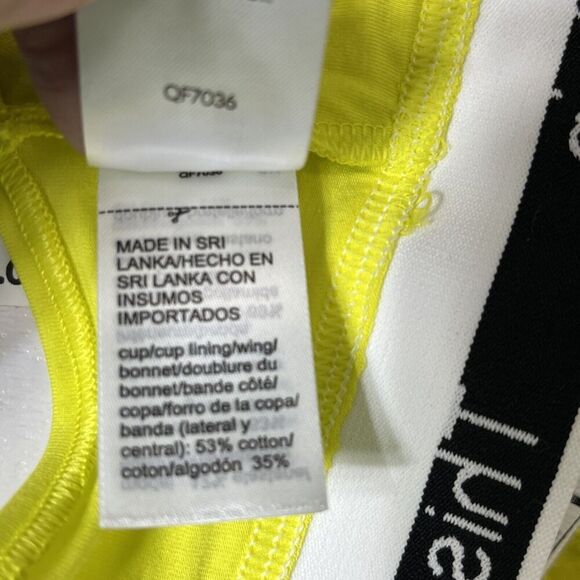 QF7036
QF7036
MADE IN SRI
LANKA/HECHO EN
SRI LANKA CON
INSUMOS
IMPORTADOS
cup/cup lining/wing/
bonnet/doublure du
bonnet/bande côté/
copa/forro de la copa/
banda (lateral y
central): 53% cotton/
coton/algodón 35%